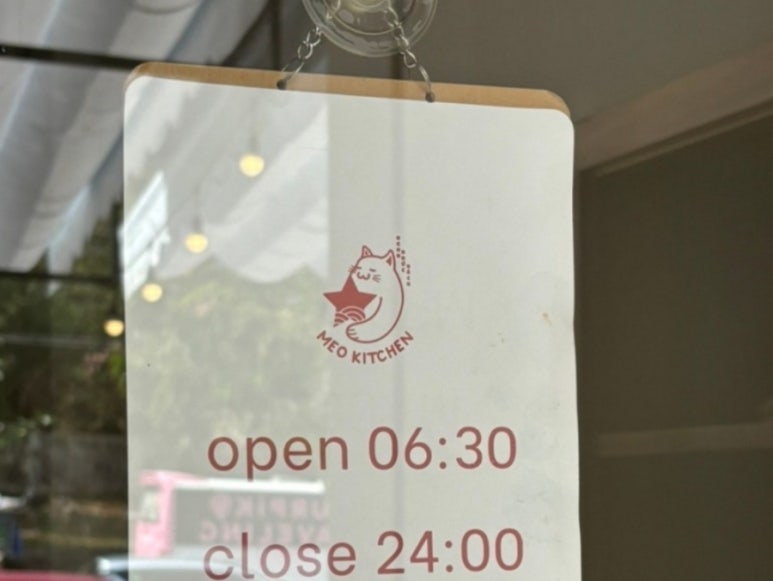 MEO KITCHEN
open 06:30
close 24:00